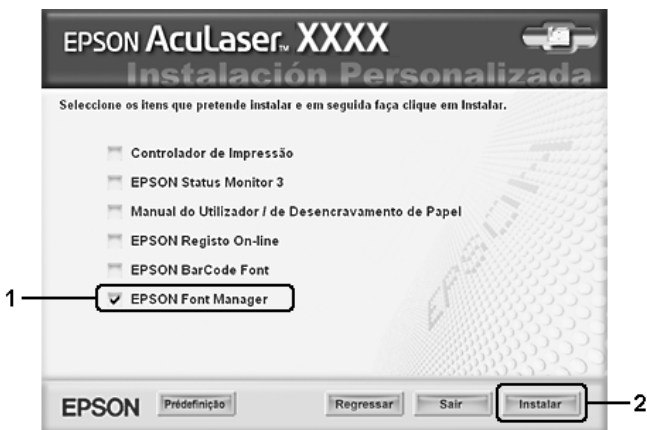 EPSON AcuLaser™ XXXX
Instalación Personalizada
Seleccione os itens que pretende instalar e em seguida faça clique em Instalar.
Controlador de Impressão
EPSON Status Monitor 3
Manual do Utilizador / de Desencravamento de Papel
EPSON Registo On-line
EPSON BarCode Font
1
EPSON Font Manager
EPSON
Prédefinição
Regressar
Sair
Instalar
2
EPSON